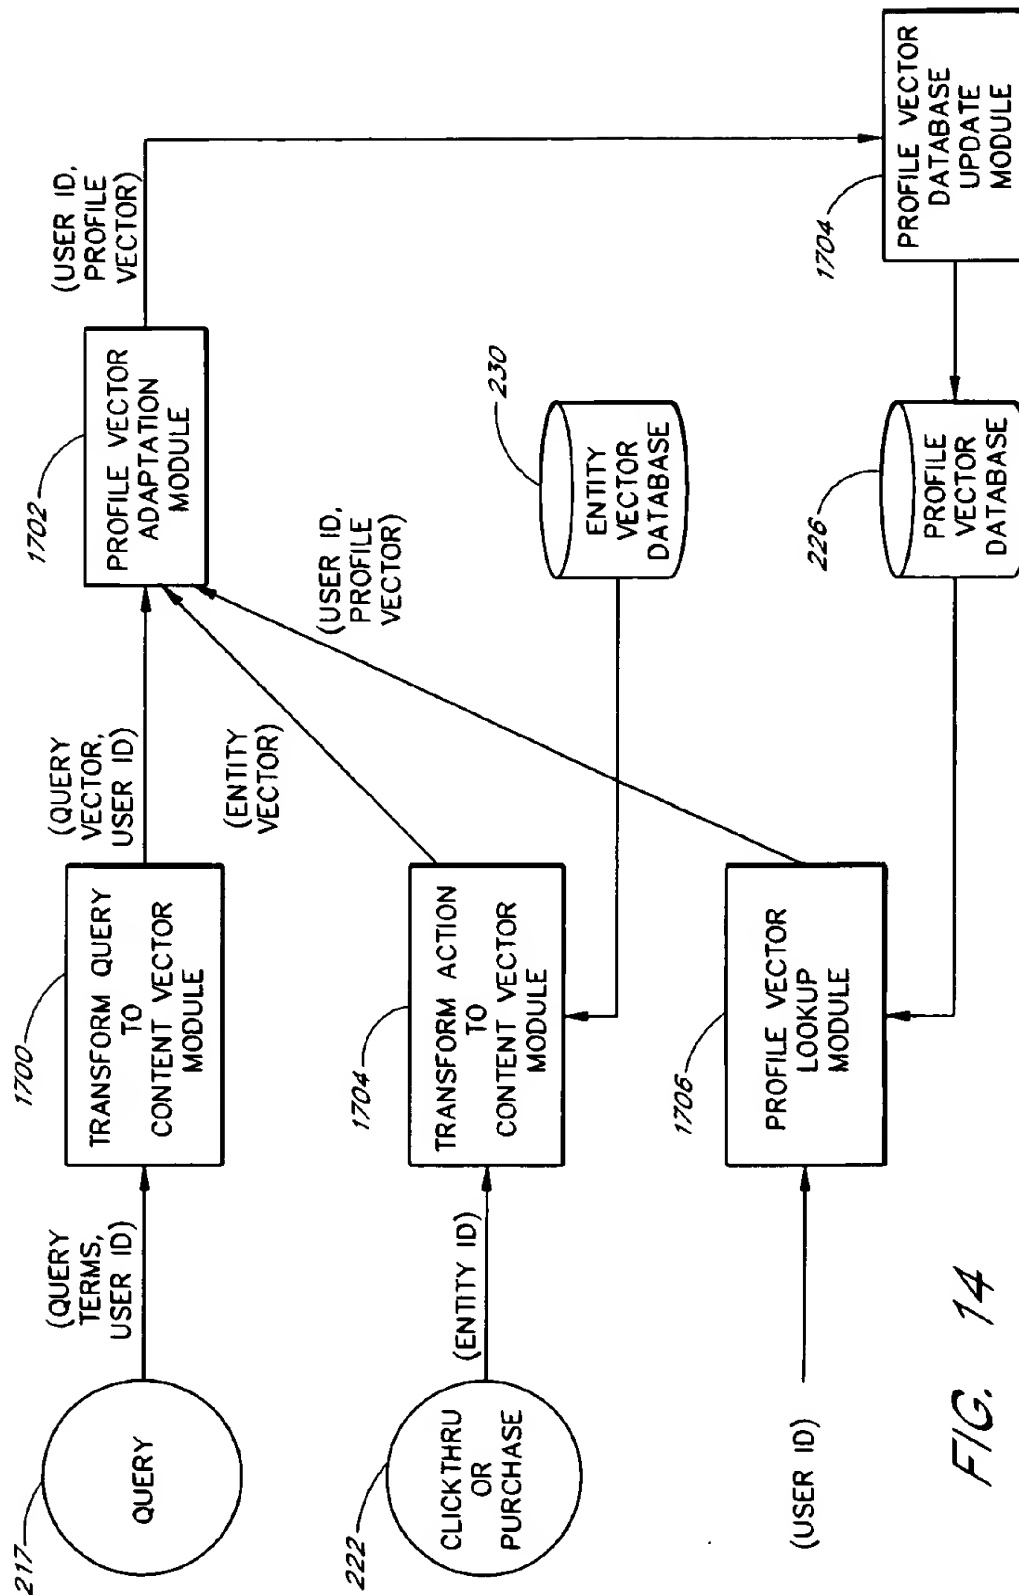 217
QUERY
(QUERY
TERMS,
USER ID)
1700
TRANSFORM QUERY
TO
CONTENT VECTOR
MODULE
(QUERY
VECTOR,
USER ID)
1702
PROFILE VECTOR
ADAPTATION
MODULE
(USER ID,
PROFILE
VECTOR)
222
CLICKTHRU
OR
PURCHASE
(ENTITY ID)
1704
TRANSFORM ACTION
TO
CONTENT VECTOR
MODULE
(ENTITY
VECTOR)
(USER ID,
PROFILE
VECTOR)
230
ENTITY
VECTOR
DATABASE
(USER ID)
1706
PROFILE VECTOR
LOOKUP
MODULE
226
PROFILE
VECTOR
DATABASE
1704
PROFILE VECTOR
DATABASE
UPDATE
MODULE
FIG. 14